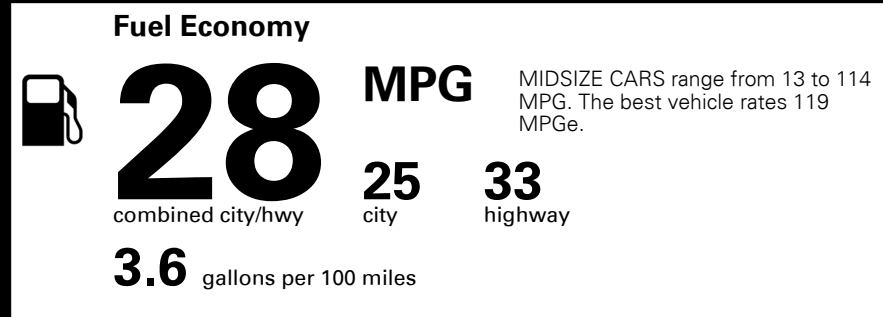 Fuel Economy
28
MPG
MIDSIZE CARS range from 13 to 114
MPG. The best vehicle rates 119
MPGe.
combined city/hwy
25
city
33
highway
3.6 gallons per 100 miles